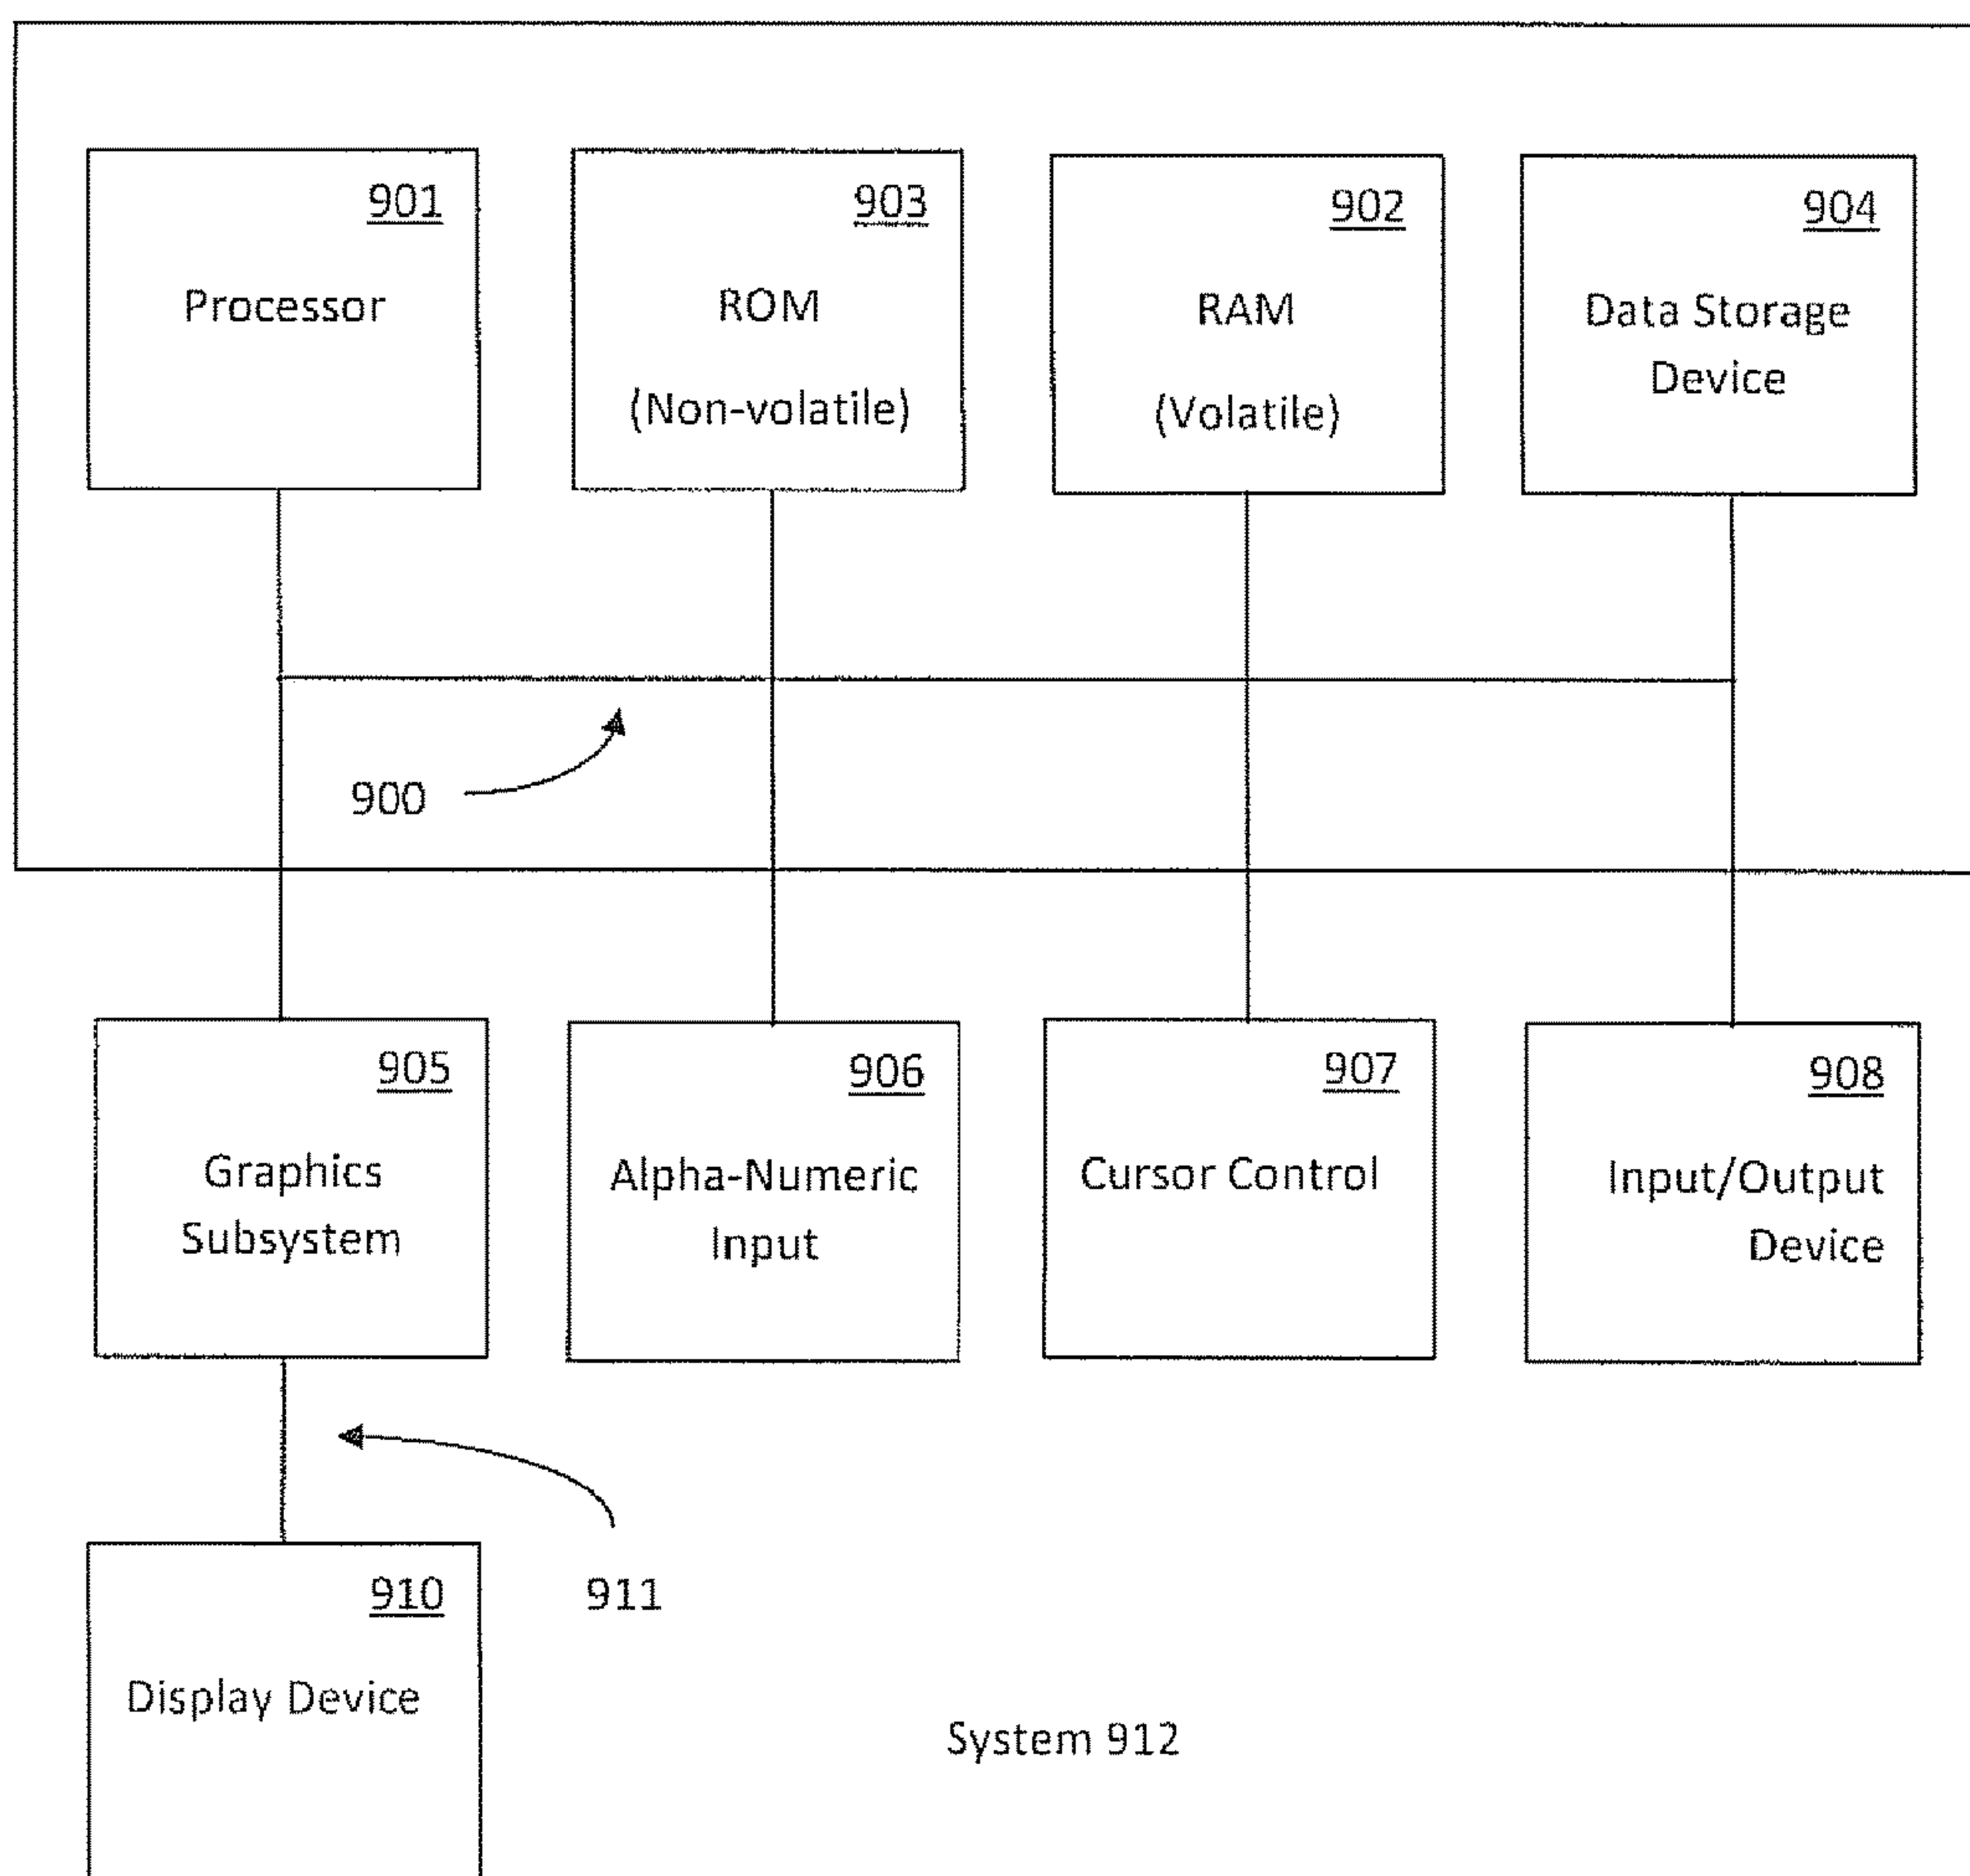 901
Processor
903
ROM
(Non-volatile)
902
RAM
(Volatile)
904
Data Storage
Device
900
905
Graphics
Subsystem
906
Alpha-Numeric
Input
907
Cursor Control
908
Input/Output
Device
911
910
Display Device
System 912